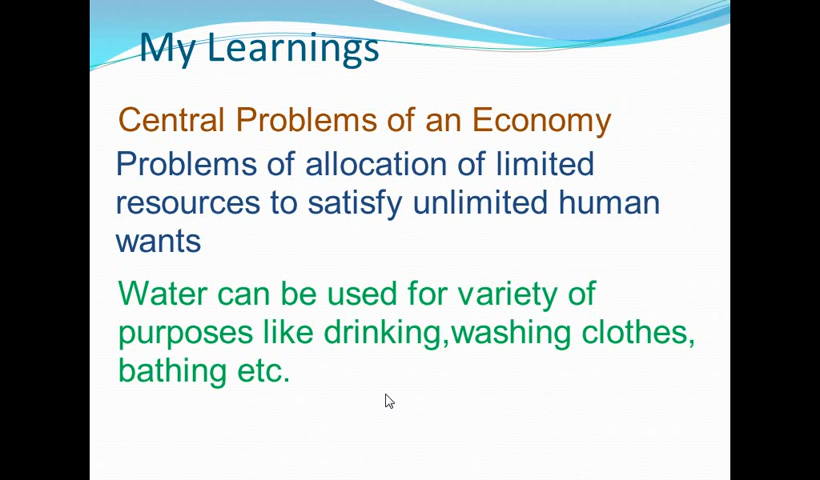 My Learnings
Central Problems of an Economy
Problems of allocation of limited
resources to satisfy unlimited human
wants
Water can be used for variety of
purposes like drinking,washing clothes,
bathing etc.